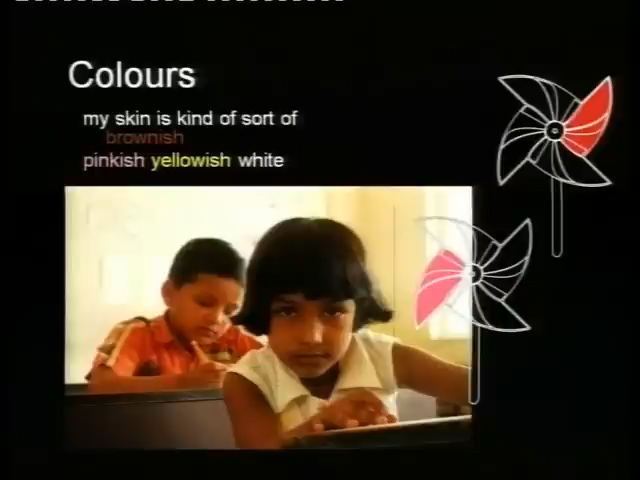 Colours
my skin is kind of sort of
brownish
pinkish yellowish white